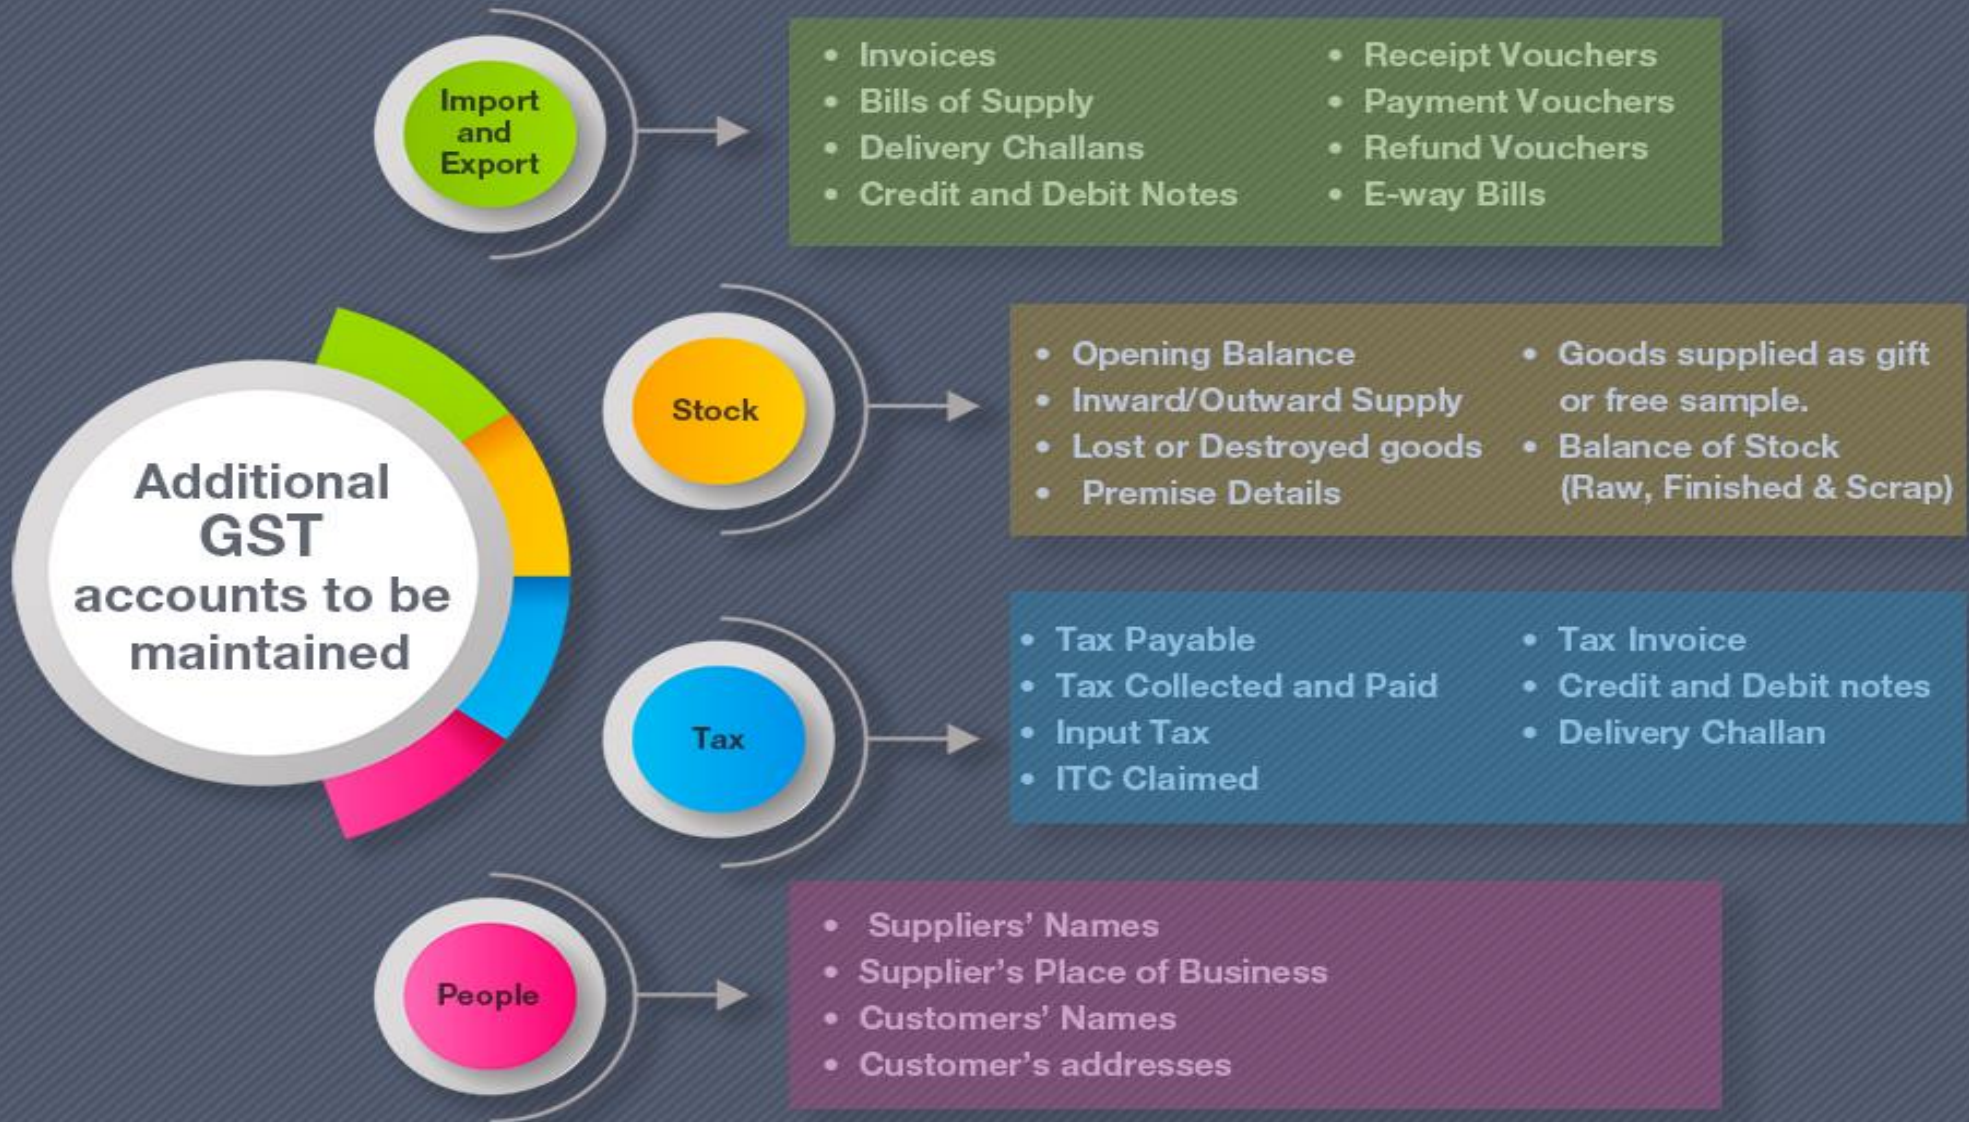 Additional
GST
accounts to be
maintained
Import
and
Export
• Invoices
• Bills of Supply
• Delivery Challans
• Credit and Debit Notes
• Receipt Vouchers
• Payment Vouchers
• Refund Vouchers
• E-way Bills
Stock
• Opening Balance
• Inward/Outward Supply
• Lost or Destroyed goods
• Premise Details
• Goods supplied as gift
or free sample.
• Balance of Stock
(Raw, Finished & Scrap)
Tax
• Tax Payable
• Tax Collected and Paid
• Input Tax
• ITC Claimed
• Tax Invoice
• Credit and Debit notes
• Delivery Challan
People
• Suppliers’ Names
• Supplier’s Place of Business
• Customers’ Names
• Customer’s addresses